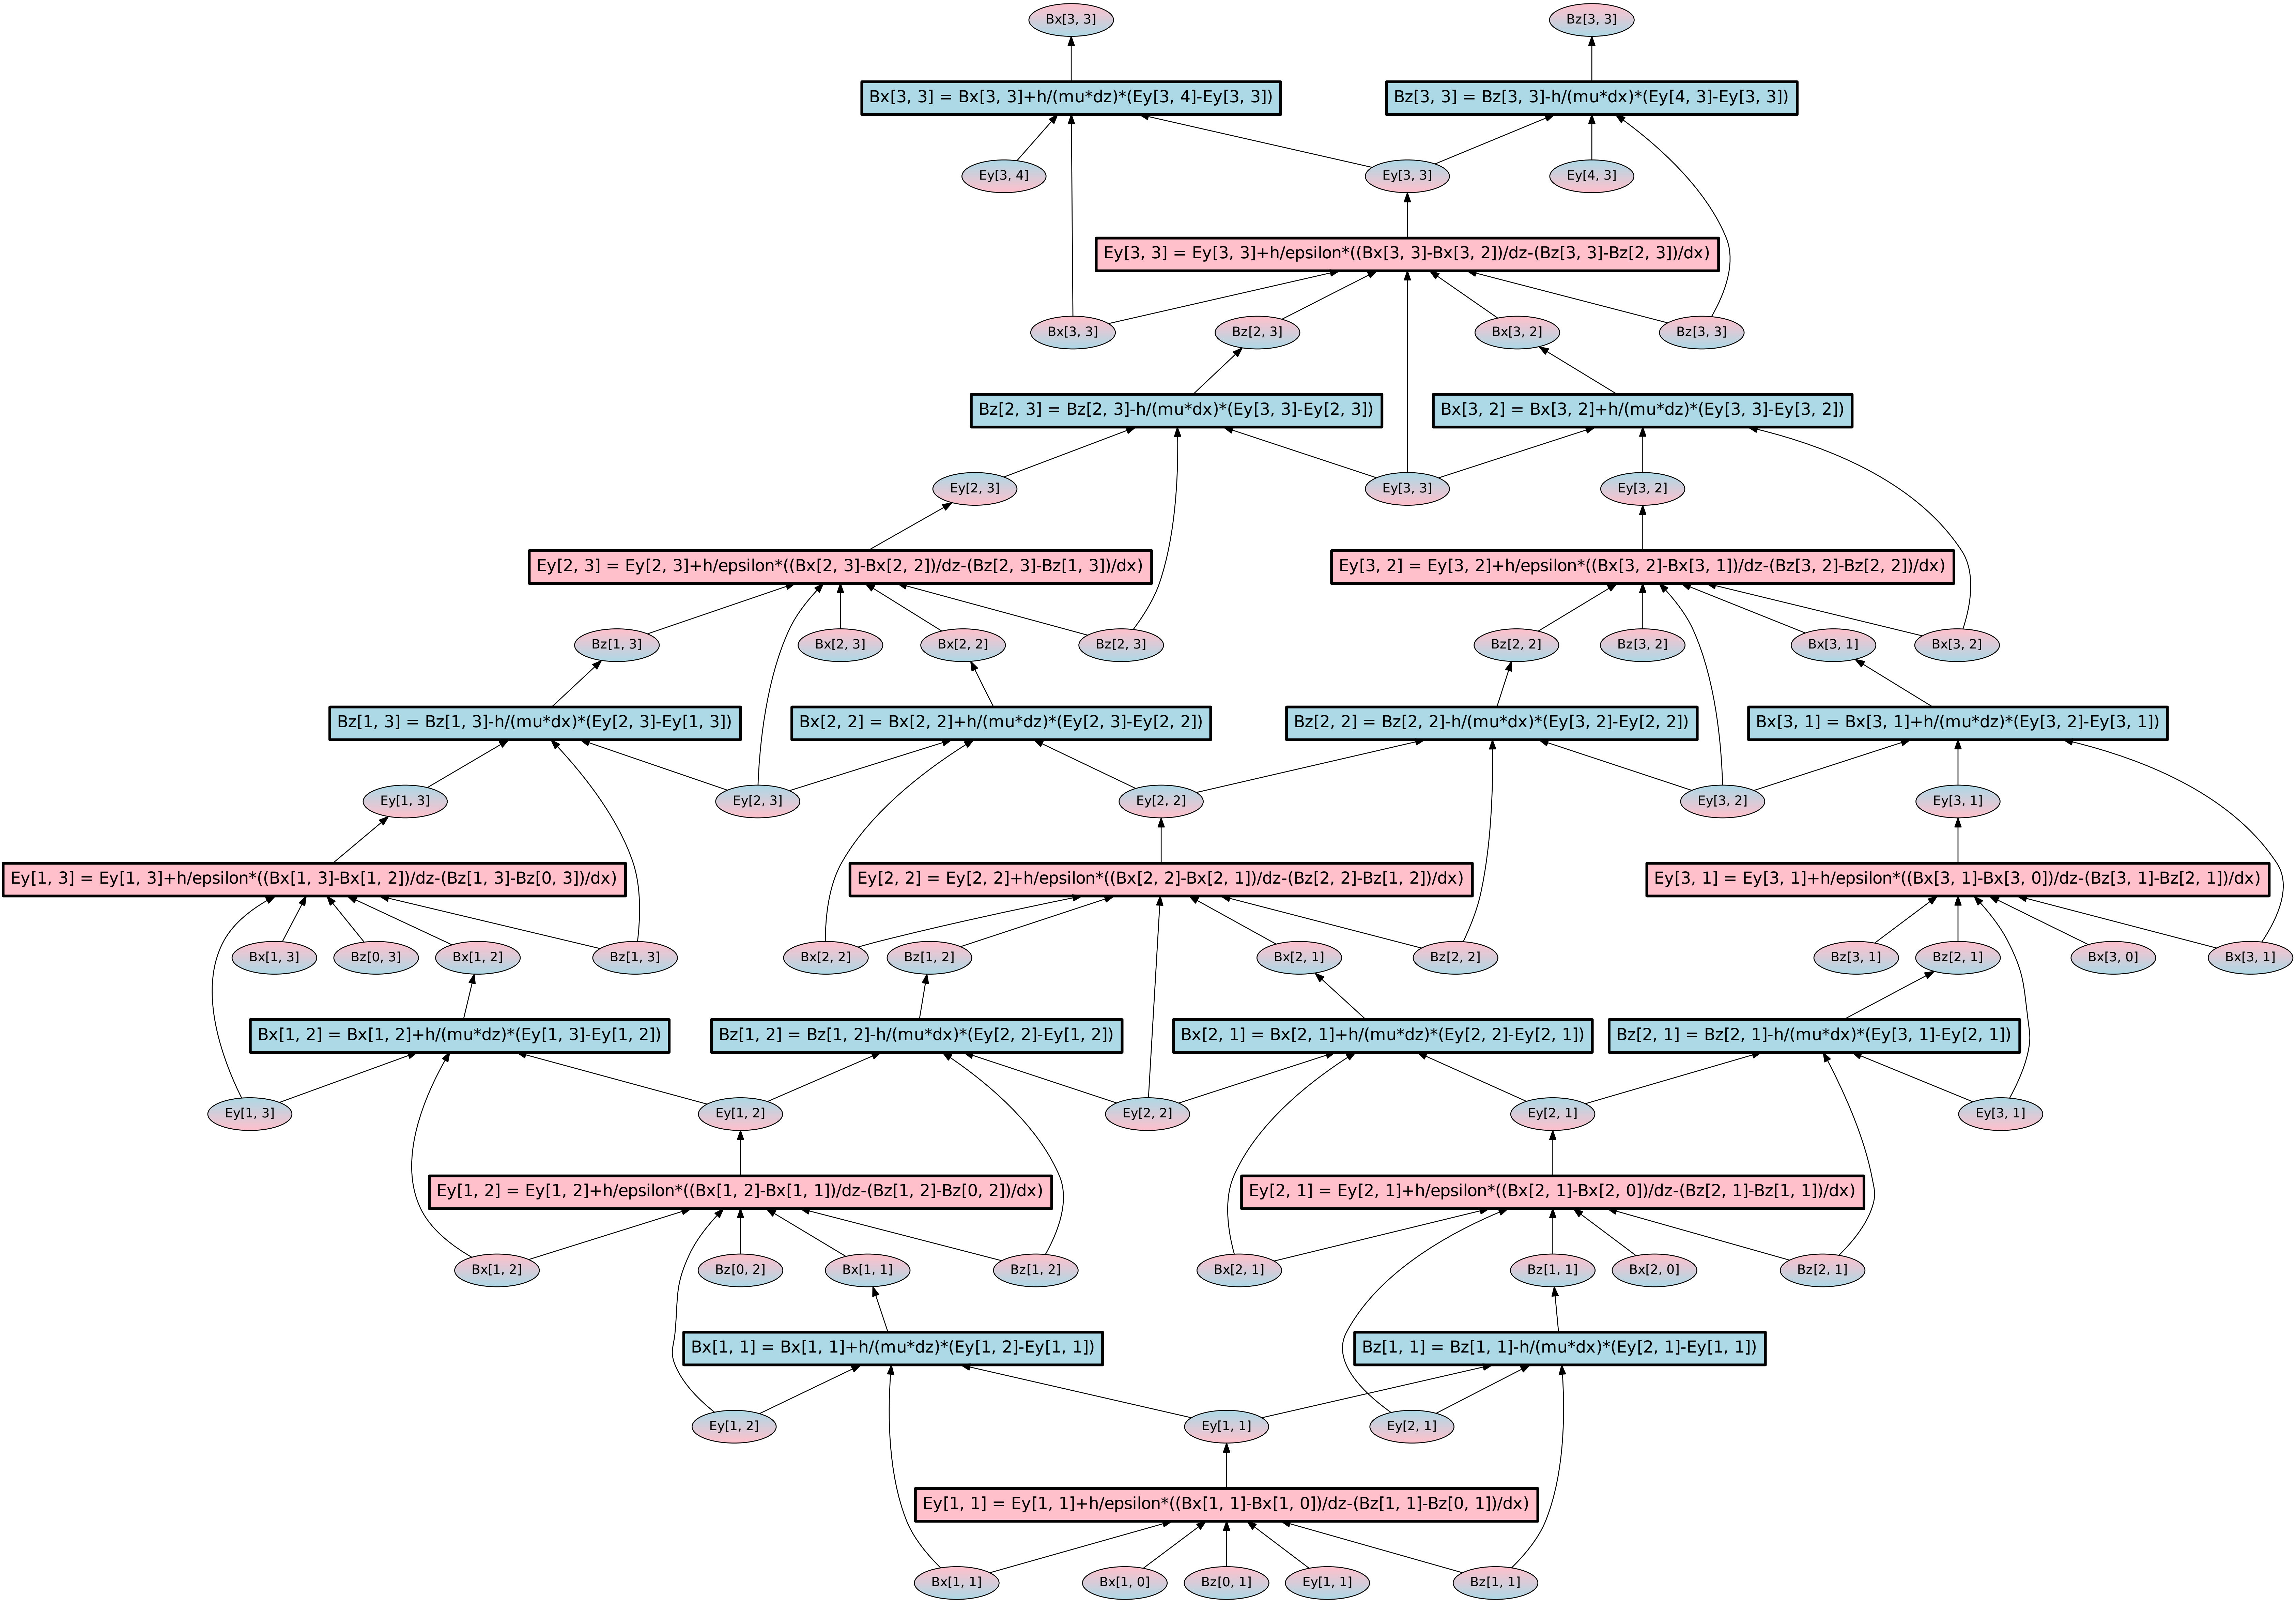 Bx[3, 3]
Bz[3, 3]
Bx[3, 3] = Bx[3, 3]+h/(mu*dz)*(Ey[3, 4]-Ey[3, 3])
Bz[3, 3] = Bz[3, 3]-h/(mu*dx)*(Ey[4, 3]-Ey[3, 3])
Ey[3, 4]
Ey[3, 3]
Ey[4, 3]
Ey[3, 3] = Ey[3, 3]+h/epsilon*((Bx[3, 3]-Bx[3, 2])/dz-(Bz[3, 3]-Bz[2, 3])/dx)
Bx[3, 3]
Bz[2, 3]
Bx[3, 2]
Bz[3, 3]
Bz[2, 3] = Bz[2, 3]-h/(mu*dx)*(Ey[3, 3]-Ey[2, 3])
Bx[3, 2] = Bx[3, 2]+h/(mu*dz)*(Ey[3, 3]-Ey[3, 2])
Ey[2, 3]
Ey[3, 3]
Ey[3, 2]
Ey[2, 3] = Ey[2, 3]+h/epsilon*((Bx[2, 3]-Bx[2, 2])/dz-(Bz[2, 3]-Bz[1, 3])/dx)
Ey[3, 2] = Ey[3, 2]+h/epsilon*((Bx[3, 2]-Bx[3, 1])/dz-(Bz[3, 2]-Bz[2, 2])/dx)
Bz[1, 3]
Bx[2, 3]
Bx[2, 2]
Bz[2, 3]
Bz[2, 2]
Bz[3, 2]
Bx[3, 1]
Bx[3, 2]
Bz[1, 3] = Bz[1, 3]-h/(mu*dx)*(Ey[2, 3]-Ey[1, 3])
Bx[2, 2] = Bx[2, 2]+h/(mu*dz)*(Ey[2, 3]-Ey[2, 2])
Bz[2, 2] = Bz[2, 2]-h/(mu*dx)*(Ey[3, 2]-Ey[2, 2])
Bx[3, 1] = Bx[3, 1]+h/(mu*dz)*(Ey[3, 2]-Ey[3, 1])
Ey[1, 3]
Ey[2, 3]
Ey[2, 2]
Ey[3, 2]
Ey[3, 1]
Ey[1, 3] = Ey[1, 3]+h/epsilon*((Bx[1, 3]-Bx[1, 2])/dz-(Bz[1, 3]-Bz[0, 3])/dx)
Ey[2, 2] = Ey[2, 2]+h/epsilon*((Bx[2, 2]-Bx[2, 1])/dz-(Bz[2, 2]-Bz[1, 2])/dx)
Ey[3, 1] = Ey[3, 1]+h/epsilon*((Bx[3, 1]-Bx[3, 0])/dz-(Bz[3, 1]-Bz[2, 1])/dx)
Bx[1, 3]
Bz[0, 3]
Bx[1, 2]
Bz[1, 3]
Bx[2, 2]
Bz[1, 2]
Bx[2, 1]
Bz[2, 2]
Bz[3, 1]
Bz[2, 1]
Bx[3, 0]
Bx[3, 1]
Bx[1, 2] = Bx[1, 2]+h/(mu*dz)*(Ey[1, 3]-Ey[1, 2])
Bz[1, 2] = Bz[1, 2]-h/(mu*dx)*(Ey[2, 2]-Ey[1, 2])
Bx[2, 1] = Bx[2, 1]+h/(mu*dz)*(Ey[2, 2]-Ey[2, 1])
Bz[2, 1] = Bz[2, 1]-h/(mu*dx)*(Ey[3, 1]-Ey[2, 1])
Ey[1, 3]
Ey[1, 2]
Ey[2, 2]
Ey[2, 1]
Ey[3, 1]
Ey[1, 2] = Ey[1, 2]+h/epsilon*((Bx[1, 2]-Bx[1, 1])/dz-(Bz[1, 2]-Bz[0, 2])/dx)
Ey[2, 1] = Ey[2, 1]+h/epsilon*((Bx[2, 1]-Bx[2, 0])/dz-(Bz[2, 1]-Bz[1, 1])/dx)
Bx[1, 2]
Bz[0, 2]
Bx[1, 1]
Bz[1, 2]
Bx[2, 1]
Bz[1, 1]
Bx[2, 0]
Bz[2, 1]
Bx[1, 1] = Bx[1, 1]+h/(mu*dz)*(Ey[1, 2]-Ey[1, 1])
Bz[1, 1] = Bz[1, 1]-h/(mu*dx)*(Ey[2, 1]-Ey[1, 1])
Ey[1, 2]
Ey[1, 1]
Ey[2, 1]
Ey[1, 1] = Ey[1, 1]+h/epsilon*((Bx[1, 1]-Bx[1, 0])/dz-(Bz[1, 1]-Bz[0, 1])/dx)
Bx[1, 1]
Bx[1, 0]
Bz[0, 1]
Ey[1, 1]
Bz[1, 1]